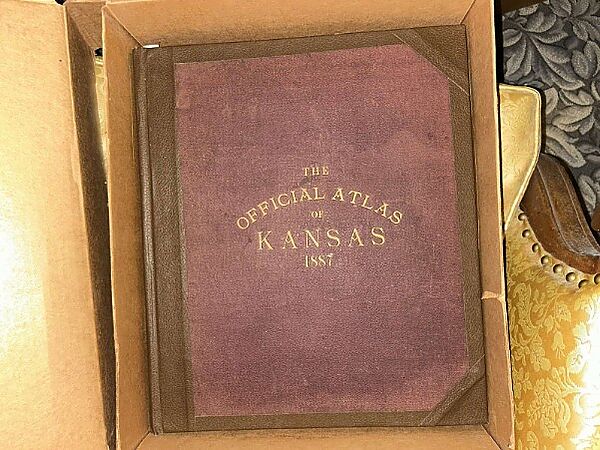 THE
OFFICIAL ATLAS
OF
KANSAS
1887